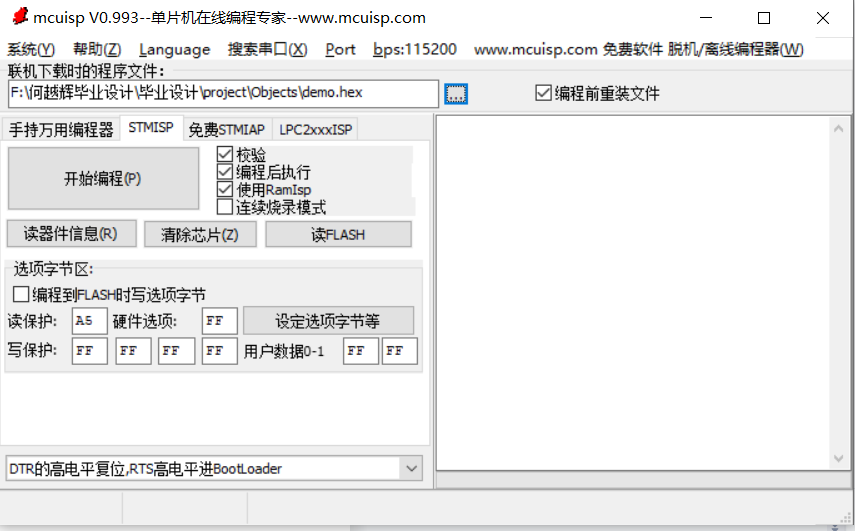 mcuisp V0.993--单片机在线编程专家--www.mcuisp.com
系统(Y) 帮助(Z) Language 搜索串口(X) Port bps:115200 www.mcuisp.com 免费软件 脱机/离线编程器(W)
联机下载时的程序文件:
F:\何越辉毕业设计\毕业设计\project\Objects\demo.hex ... 编程前重装文件
手持万用编程器 STMISP 免费STMIAP LPC2xxxISP
开始编程(P)
校验
编程后执行
使用RamIsp
连续烧录模式
读器件信息(R) 清除芯片(Z) 读FLASH
选项字节区:
编程到FLASH时写选项字节
读保护: A5 硬件选项: FF 设定选项字节等
写保护: FF FF FF FF 用户数据0-1 FF FF
DTR的高电平复位,RTS高电平进BootLoader